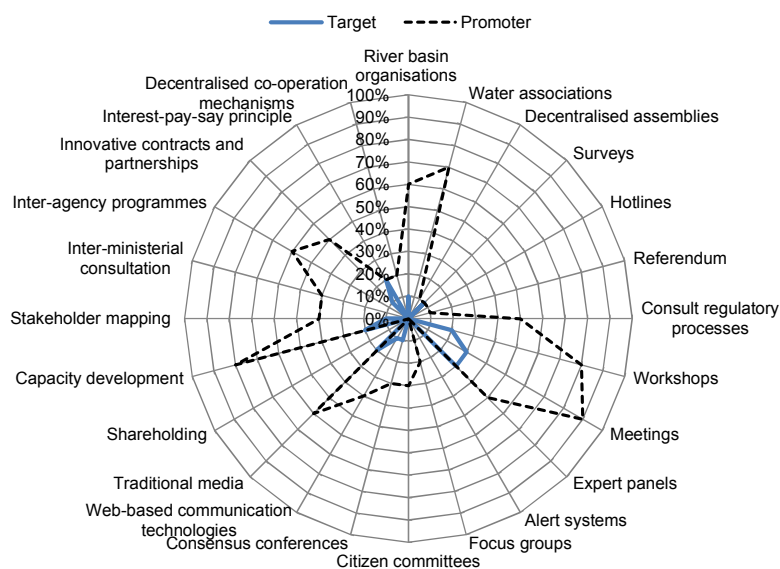 Target Promoter
River basin
organisations
Water associations
Decentralised assemblies
Surveys
Hotlines
Referendum
Consult regulatory
processes
Workshops
Meetings
Expert panels
Alert systems
Focus groups
Citizen committees
Consensus conferences
Web-based communication
technologies
Traditional media
Shareholding
Capacity development
Stakeholder mapping
Inter-ministerial
consultation
Inter-agency programmes
Innovative contracts and
partnerships
Interest-pay-say principle
Decentralised co-operation
mechanisms
100%
90%
80%
70%
60%
50%
40%
30%
20%
10%
0%